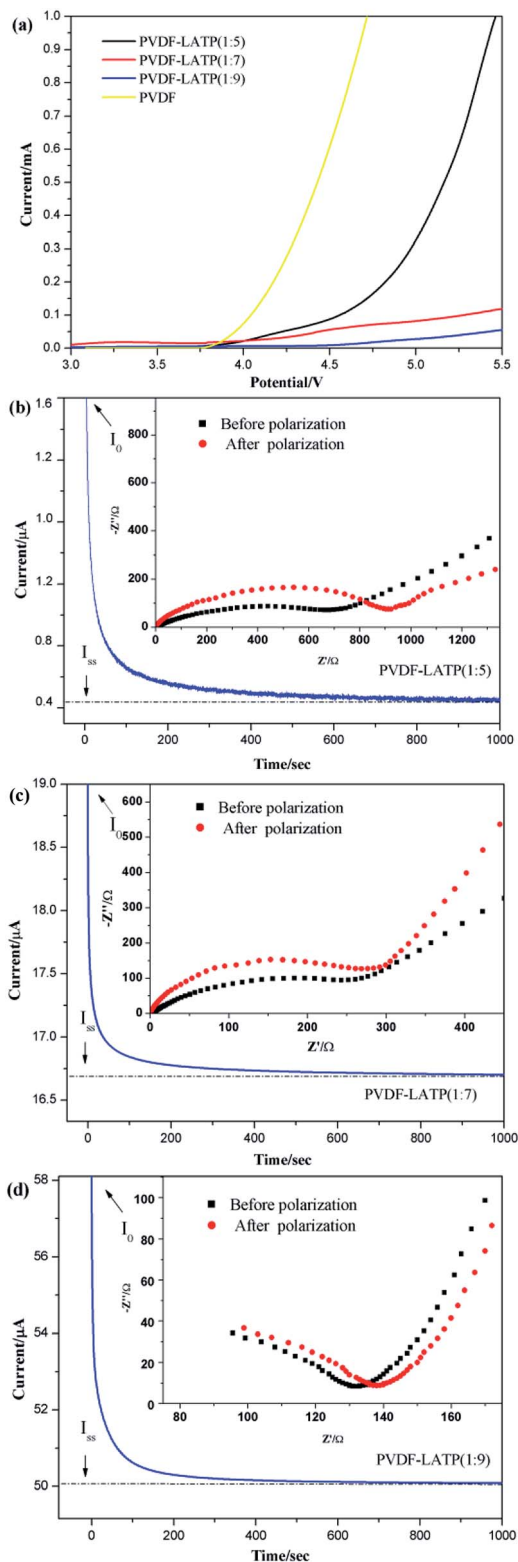 (a)
PVDF-LATP(1:5)
PVDF-LATP(1:7)
PVDF-LATP(1:9)
PVDF
Current/mA
1.0
0.9
0.8
0.7
0.6
0.5
0.4
0.3
0.2
0.1
0.0
3.0 3.5 4.0 4.5 5.0 5.5
Potential/V
(b)
Current/μA
1.6
1.2
1.0
1.2
0.8
0.4
I0
Iss
Before polarization
After polarization
-Z''/Ω
800
600
400
200
0
0 200 400 600 800 1000 1200
Z'/Ω
PVDF-LATP(1:5)
0 200 400 600 800 1000
Time/sec
(c)
Current/μA
19.0
18.5
18.0
17.5
16.8
16.5
I0
Iss
Before polarization
After polarization
-Z''/Ω
600
500
400
300
200
100
0
0 100 200 300 400
Z'/Ω
PVDF-LATP(1:7)
0 200 400 600 800 1000
Time/sec
(d)
Current/μA
58
56
54
52
50
I0
Iss
Before polarization
After polarization
-Z''/Ω
100
80
60
40
20
0
80 100 120 140 160
Z'/Ω
PVDF-LATP(1:9)
0 200 400 600 800 1000
Time/sec